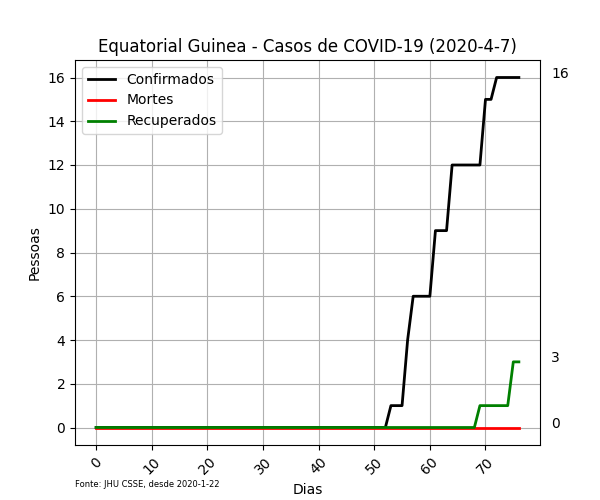 Equatorial Guinea - Casos de COVID-19 (2020-4-7)
Confirmados
Mortes
Recuperados
Pessoas
16
14
12
10
8
6
4
2
0
16
3
0
0 10 20 30 40 50 60 70
Fonte: JHU CSSE, desde 2020-1-22
Dias